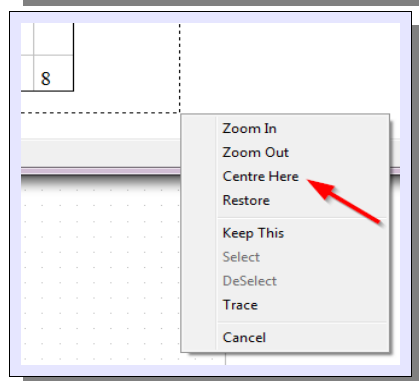 8
Zoom In
Zoom Out
Centre Here
Restore
Keep This
Select
DeSelect
Trace
Cancel